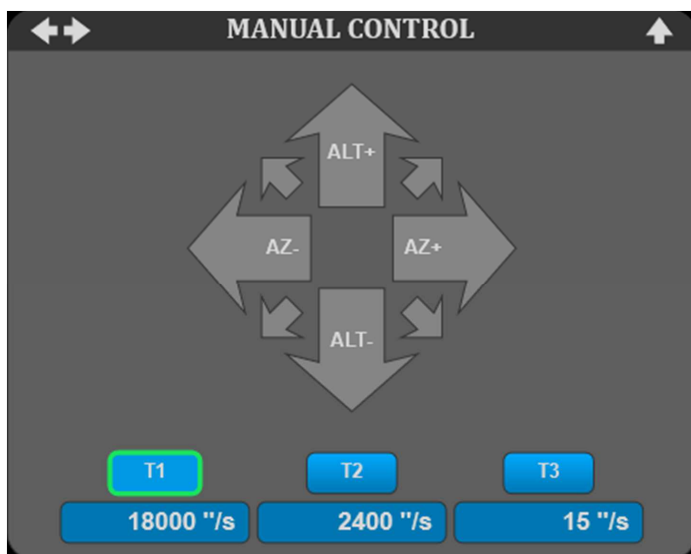 MANUAL CONTROL
ALT+
AZ- AZ+
ALT-
T1 T2 T3
18000 "/s 2400 "/s 15 "/s